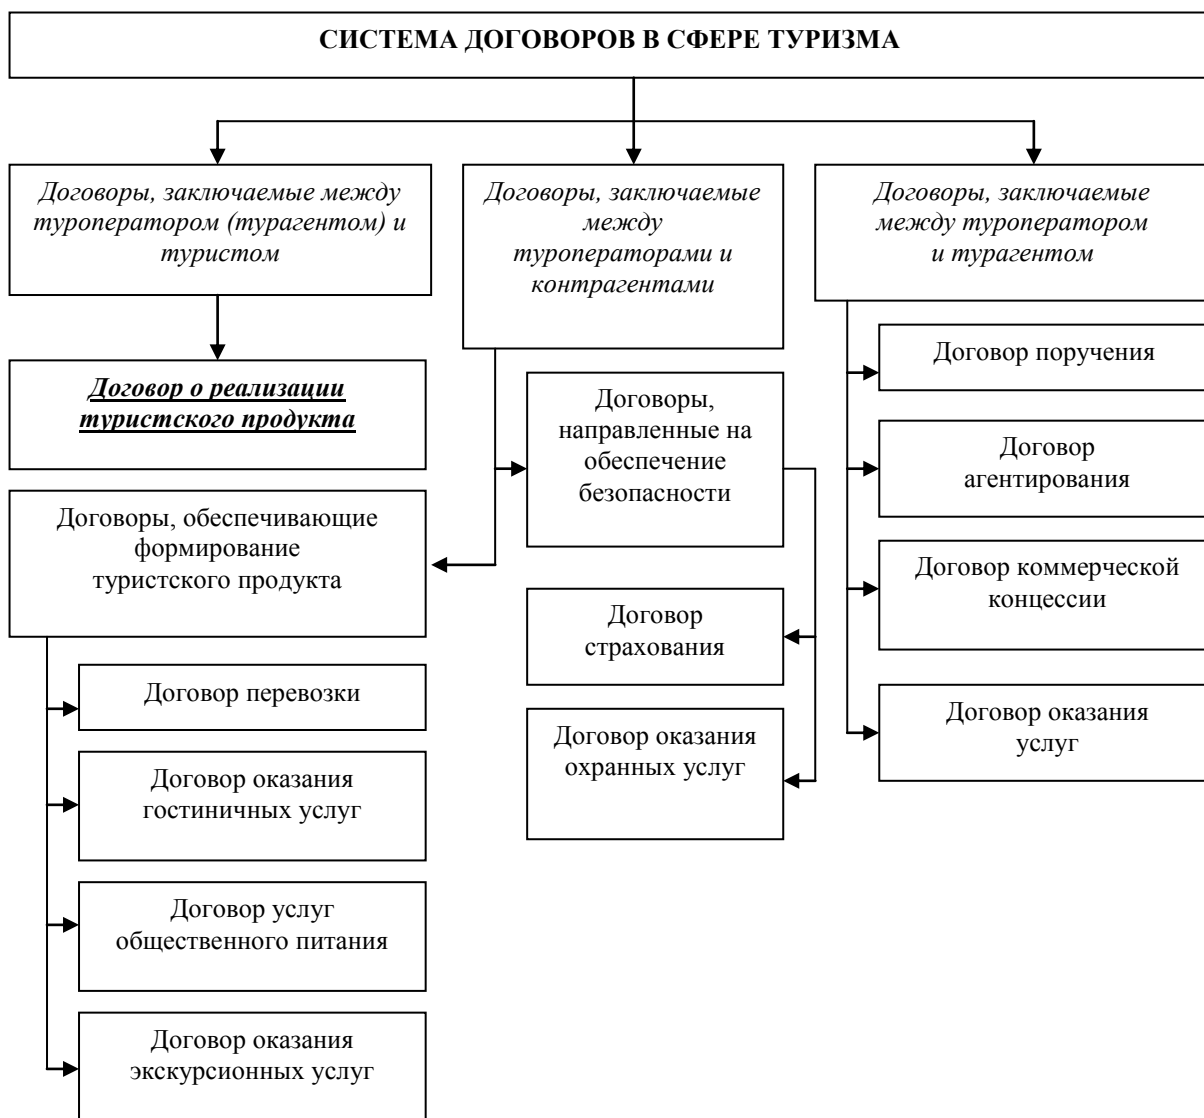 СИСТЕМА ДОГОВОРОВ В СФЕРЕ ТУРИЗМА
Договоры, заключаемые между
туроператором (турагентом) и
туристом
Договоры, заключаемые
между
туроператорами и
контрагентами
Договоры, заключаемые
между туроператором
и турагентом
Договор о реализации
туристского продукта
Договоры, обеспечивающие
формирование
туристского продукта
Договор перевозки
Договор оказания
гостиничных услуг
Договор услуг
общественного питания
Договор оказания
экскурсионных услуг
Договоры,
направленные на
обеспечение
безопасности
Договор
страхования
Договор оказания
охранных услуг
Договор поручения
Договор
агентирования
Договор коммерческой
концессии
Договор оказания
услуг